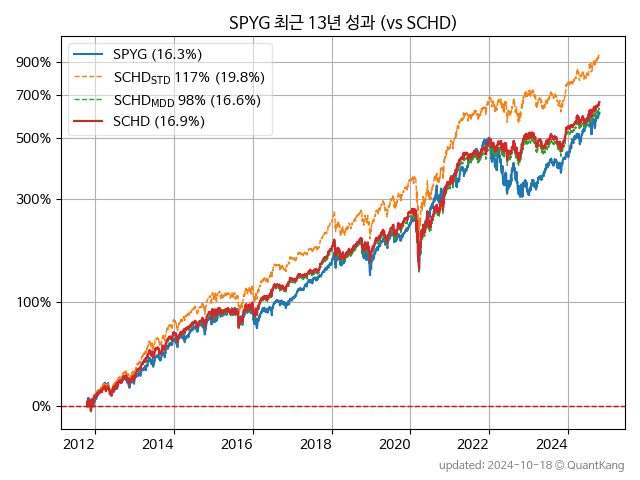 SPYG 최근 13년 성과 (vs SCHD)
SPYG (16.3%)
SCHD_STD 117% (19.8%)
SCHD_MDD 98% (16.6%)
SCHD (16.9%)
900%
700%
500%
300%
100%
0%
2012 2014 2016 2018 2020 2022 2024
updated: 2024-10-18 © QuantKang